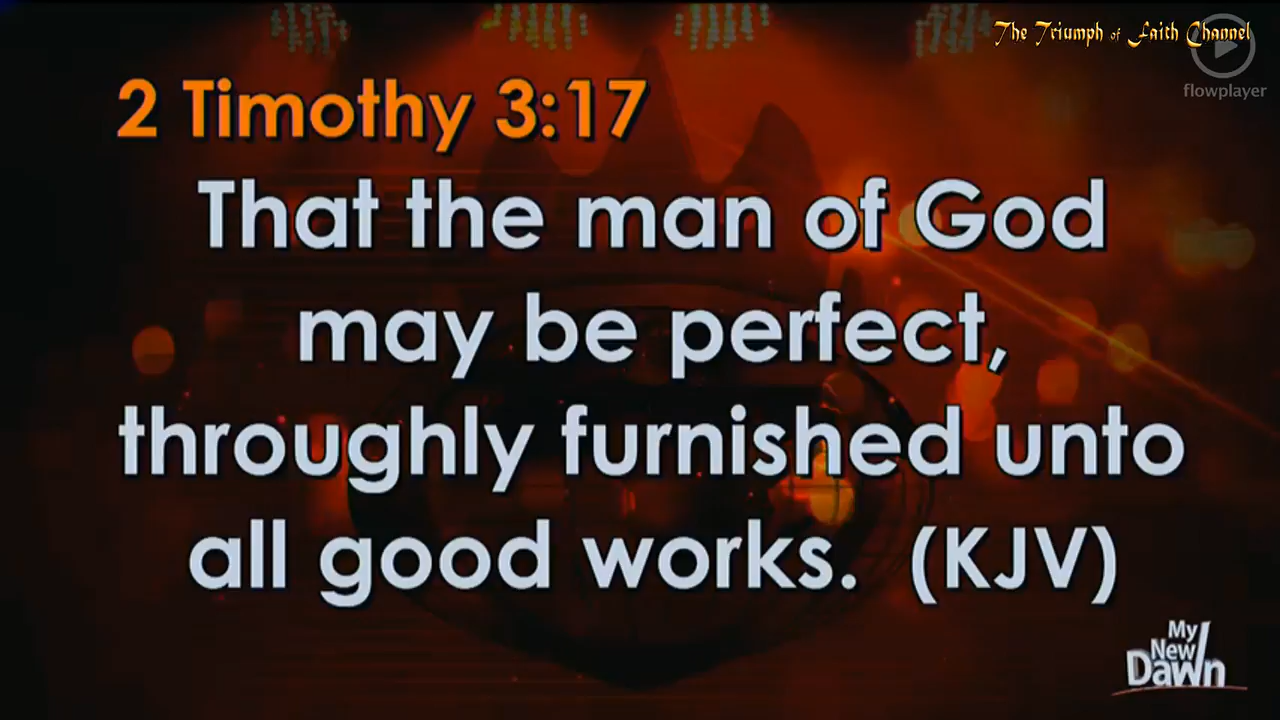 The Triumph of Faith Channel
flowplayer
2 Timothy 3:17
That the man of God
may be perfect,
throughly furnished unto
all good works. (KJV)
My
New
Dawn